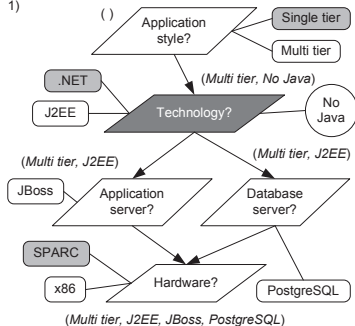 1)
( )
Application
style?
Single tier
Multi tier
(Multi tier, No Java)
.NET
J2EE
Technology?
No
Java
(Multi tier, J2EE)
(Multi tier, J2EE)
JBoss
Application
server?
Database
server?
SPARC
x86
Hardware?
PostgreSQL
(Multi tier, J2EE, JBoss, PostgreSQL)